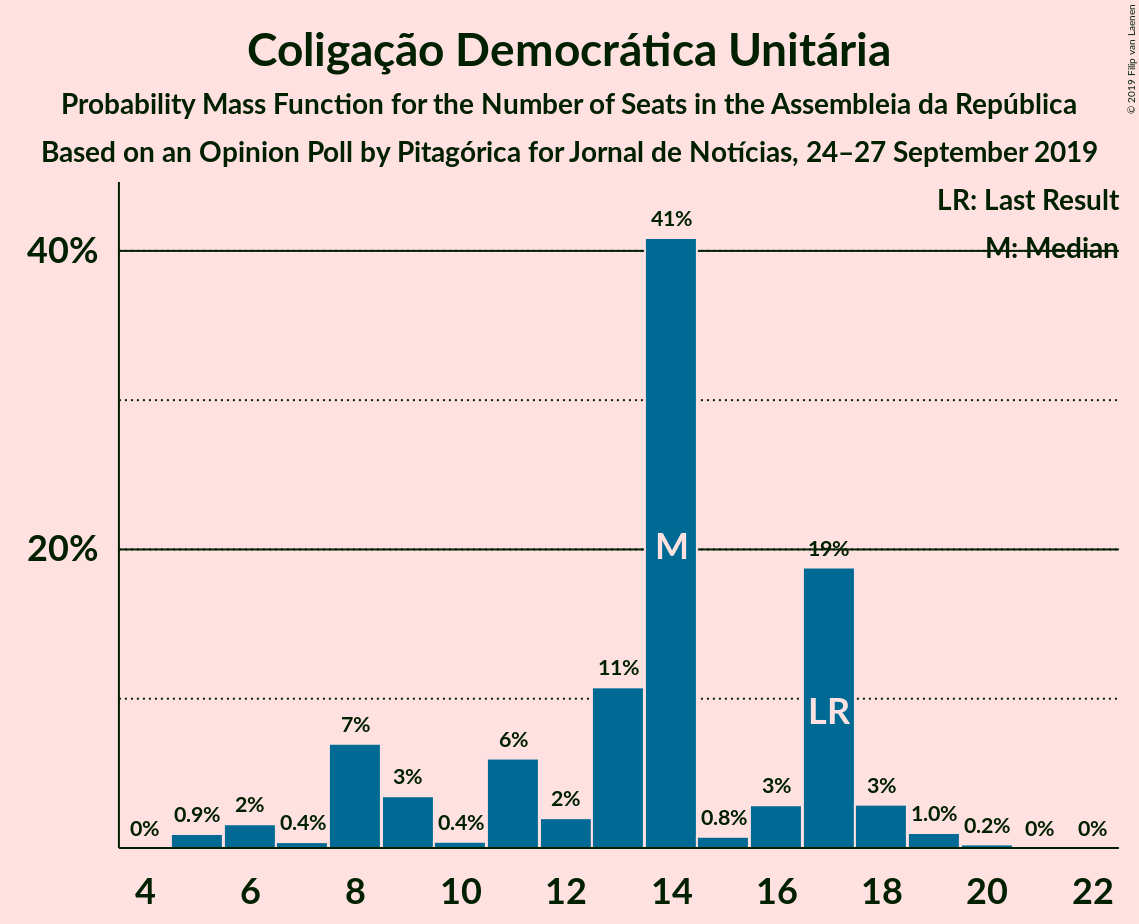 Coligação Democrática Unitária
Probability Mass Function for the Number of Seats in the Assembleia da República
Based on an Opinion Poll by Pitagórica for Jornal de Notícias, 24–27 September 2019
© 2019 Filip van Laenen
LR: Last Result
M: Median
40%
20%
0%
0.9%
2%
0.4%
7%
3%
0.4%
6%
2%
11%
41%
0.8%
3%
19%
3%
1.0%
0.2%
0%
0%
M
LR
4 6 8 10 12 14 16 18 20 22